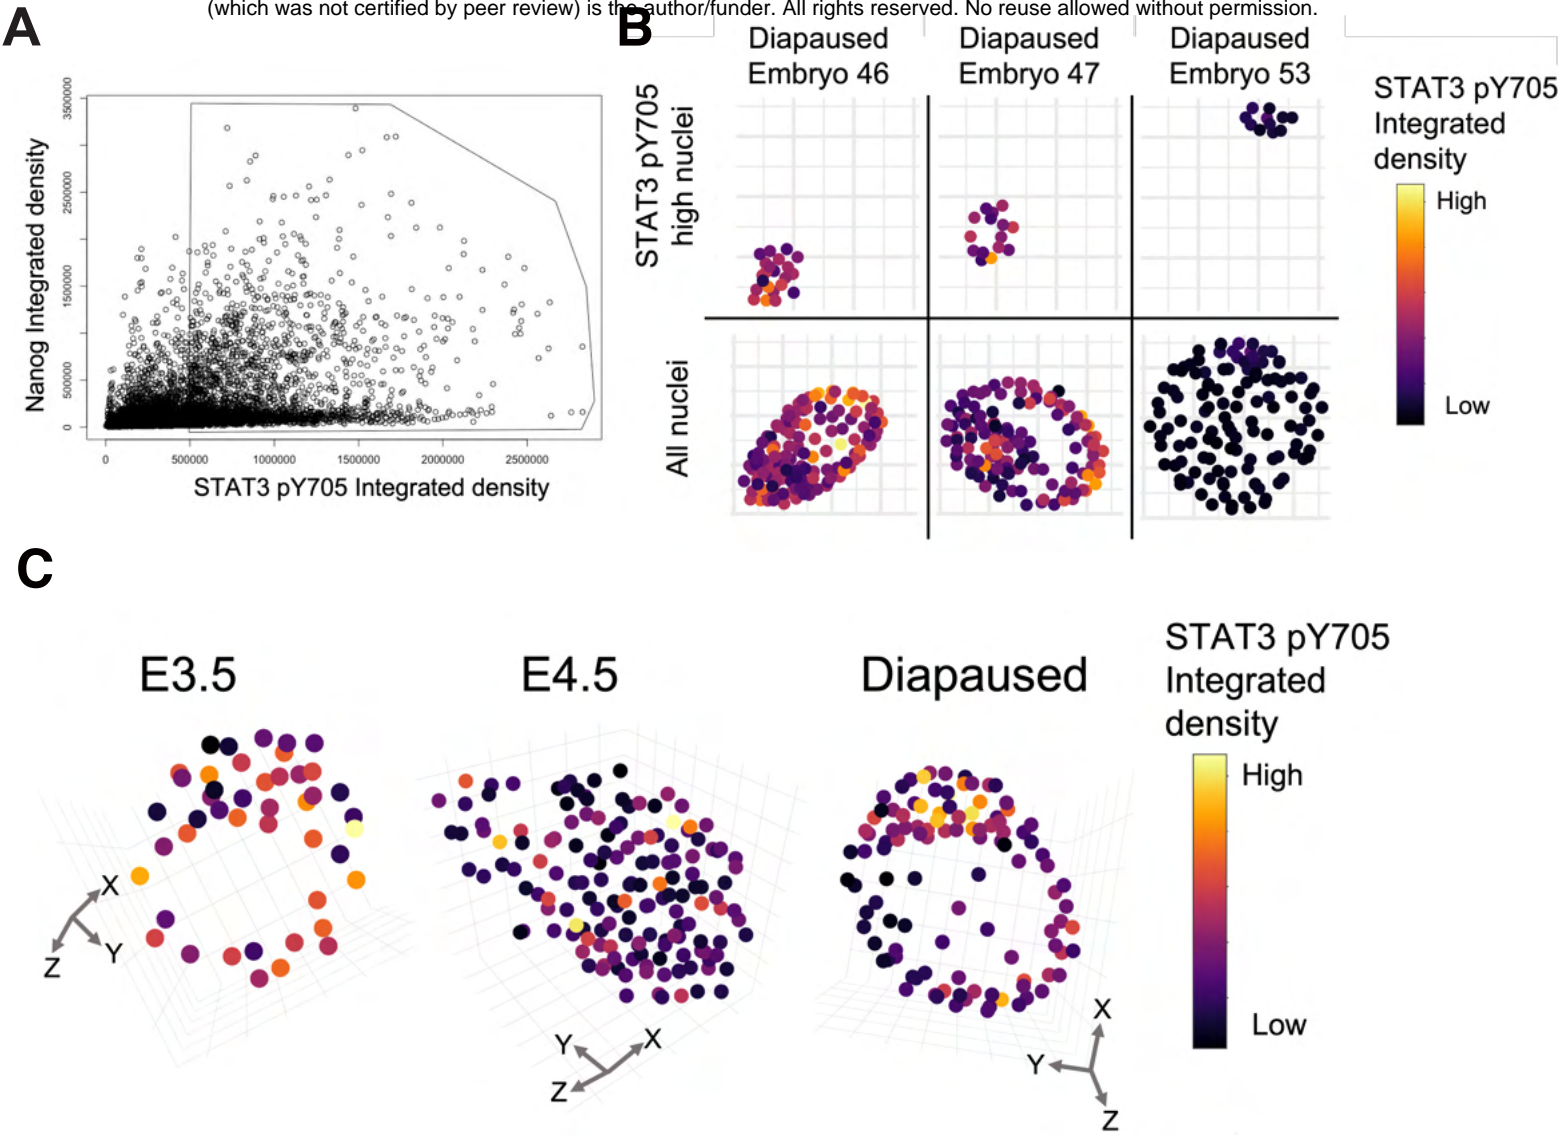 (which was not certified by peer review) is the author/funder. All rights reserved. No reuse allowed without permission.
A
Nanog Integrated density
3500000
2500000
1500000
500000
0
0 500000 1000000 1500000 2000000 2500000
STAT3 pY705 Integrated density
B
Diapaused
Embryo 46
Diapaused
Embryo 47
Diapaused
Embryo 53
STAT3 pY705
high nuclei
All nuclei
STAT3 pY705
Integrated
density
High
Low
C
E3.5
E4.5
Diapaused
X
Y
Z
Y
X
Z
X
Y
Z
STAT3 pY705
Integrated
density
High
Low